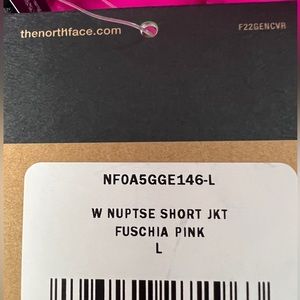 thenorthface.com
F22GENCVR
NF0A5GGE146-L
W NUPTSE SHORT JKT
FUSCHIA PINK
L